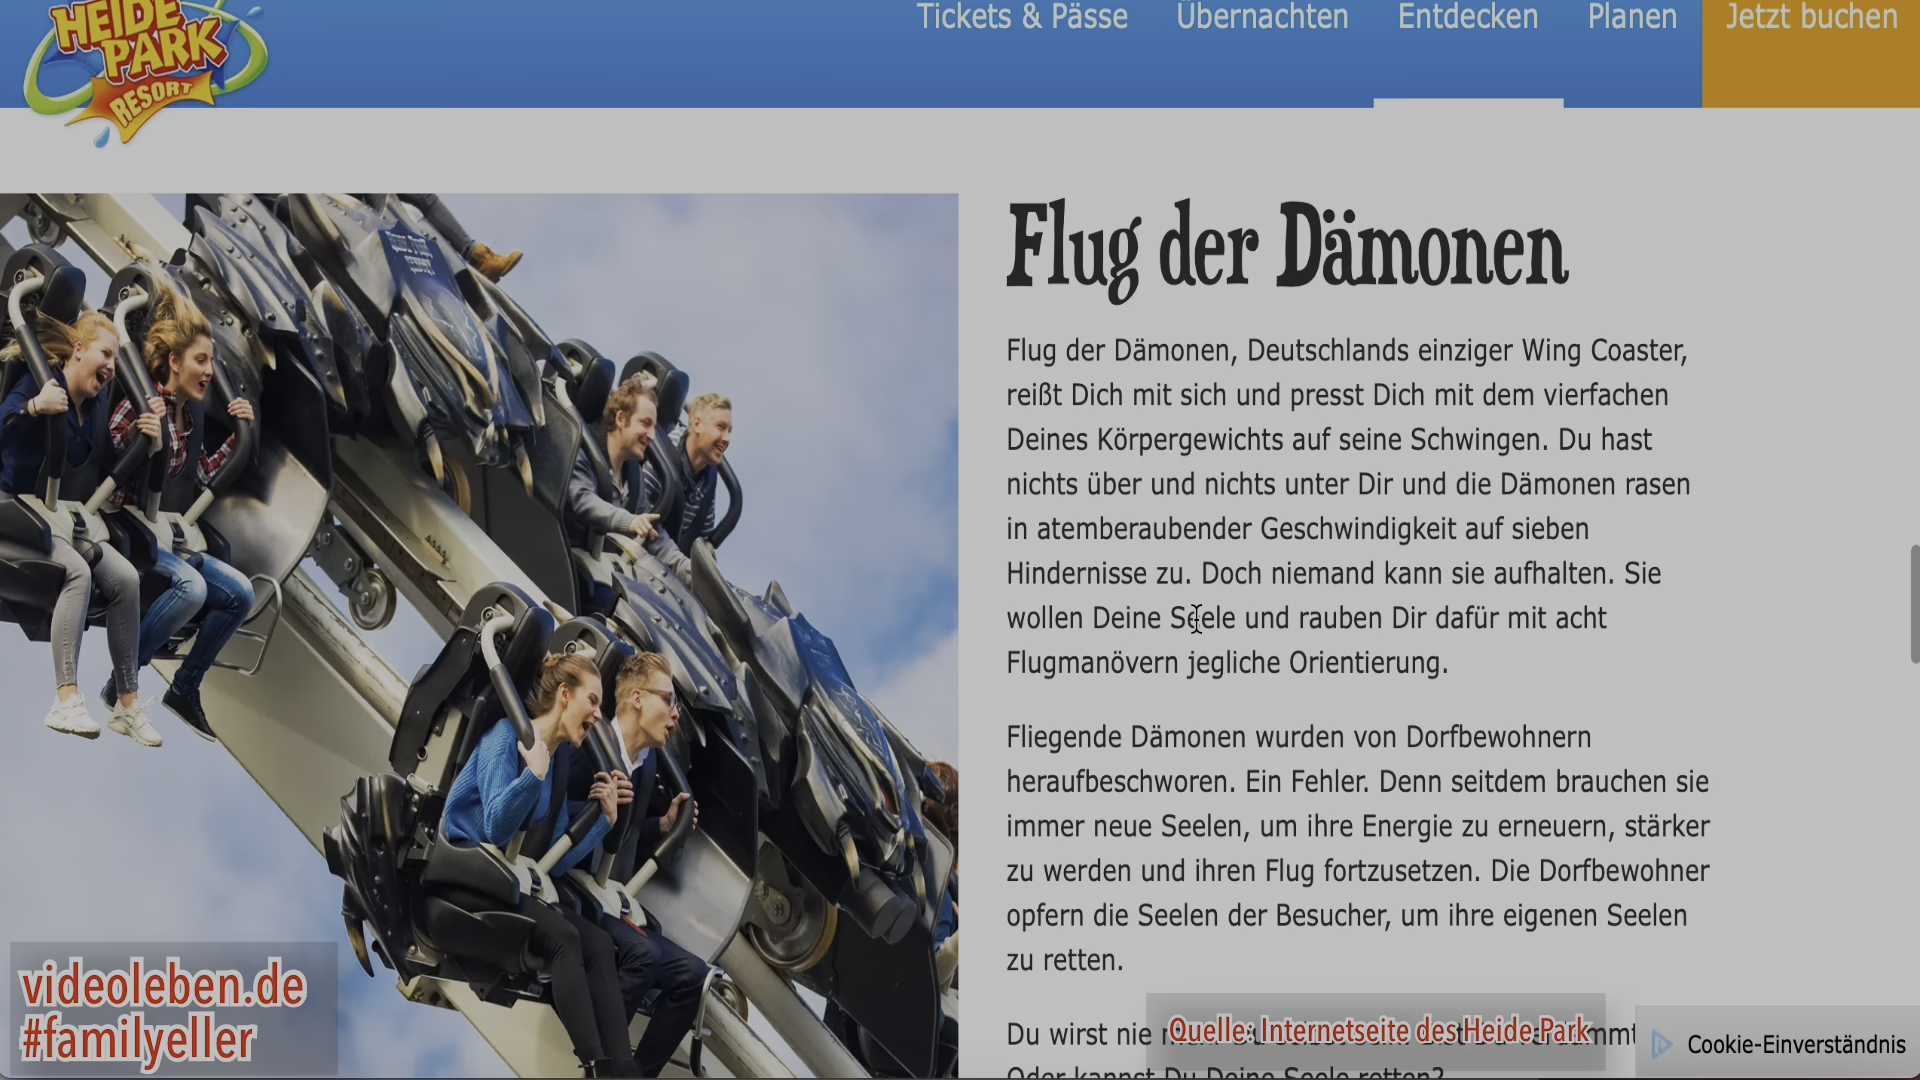 HEIDE
PARK
RESORT
Tickets & Pässe
Übernachten
Entdecken
Planen
Jetzt buchen
Flug der Dämonen
Flug der Dämonen, Deutschlands einziger Wing Coaster,
reißt Dich mit sich und presst Dich mit dem vierfachen
Deines Körpergewichts auf seine Schwingen. Du hast
nichts über und nichts unter Dir und die Dämonen rasen
in atemberaubender Geschwindigkeit auf sieben
Hindernisse zu. Doch niemand kann sie aufhalten. Sie
wollen Deine Seele und rauben Dir dafür mit acht
Flugmanövern jegliche Orientierung.
Fliegende Dämonen wurden von Dorfbewohnern
heraufbeschworen. Ein Fehler. Denn seitdem brauchen sie
immer neue Seelen, um ihre Energie zu erneuern, stärker
zu werden und ihren Flug fortzusetzen. Die Dorfbewohner
opfern die Seelen der Besucher, um ihre eigenen Seelen
zu retten.
Du wirst nie
Oder kannst Du Deine Seele retten?
Quelle: Internetseite des Heide Park
Cookie-Einverständnis
videoleben.de
#familyeller